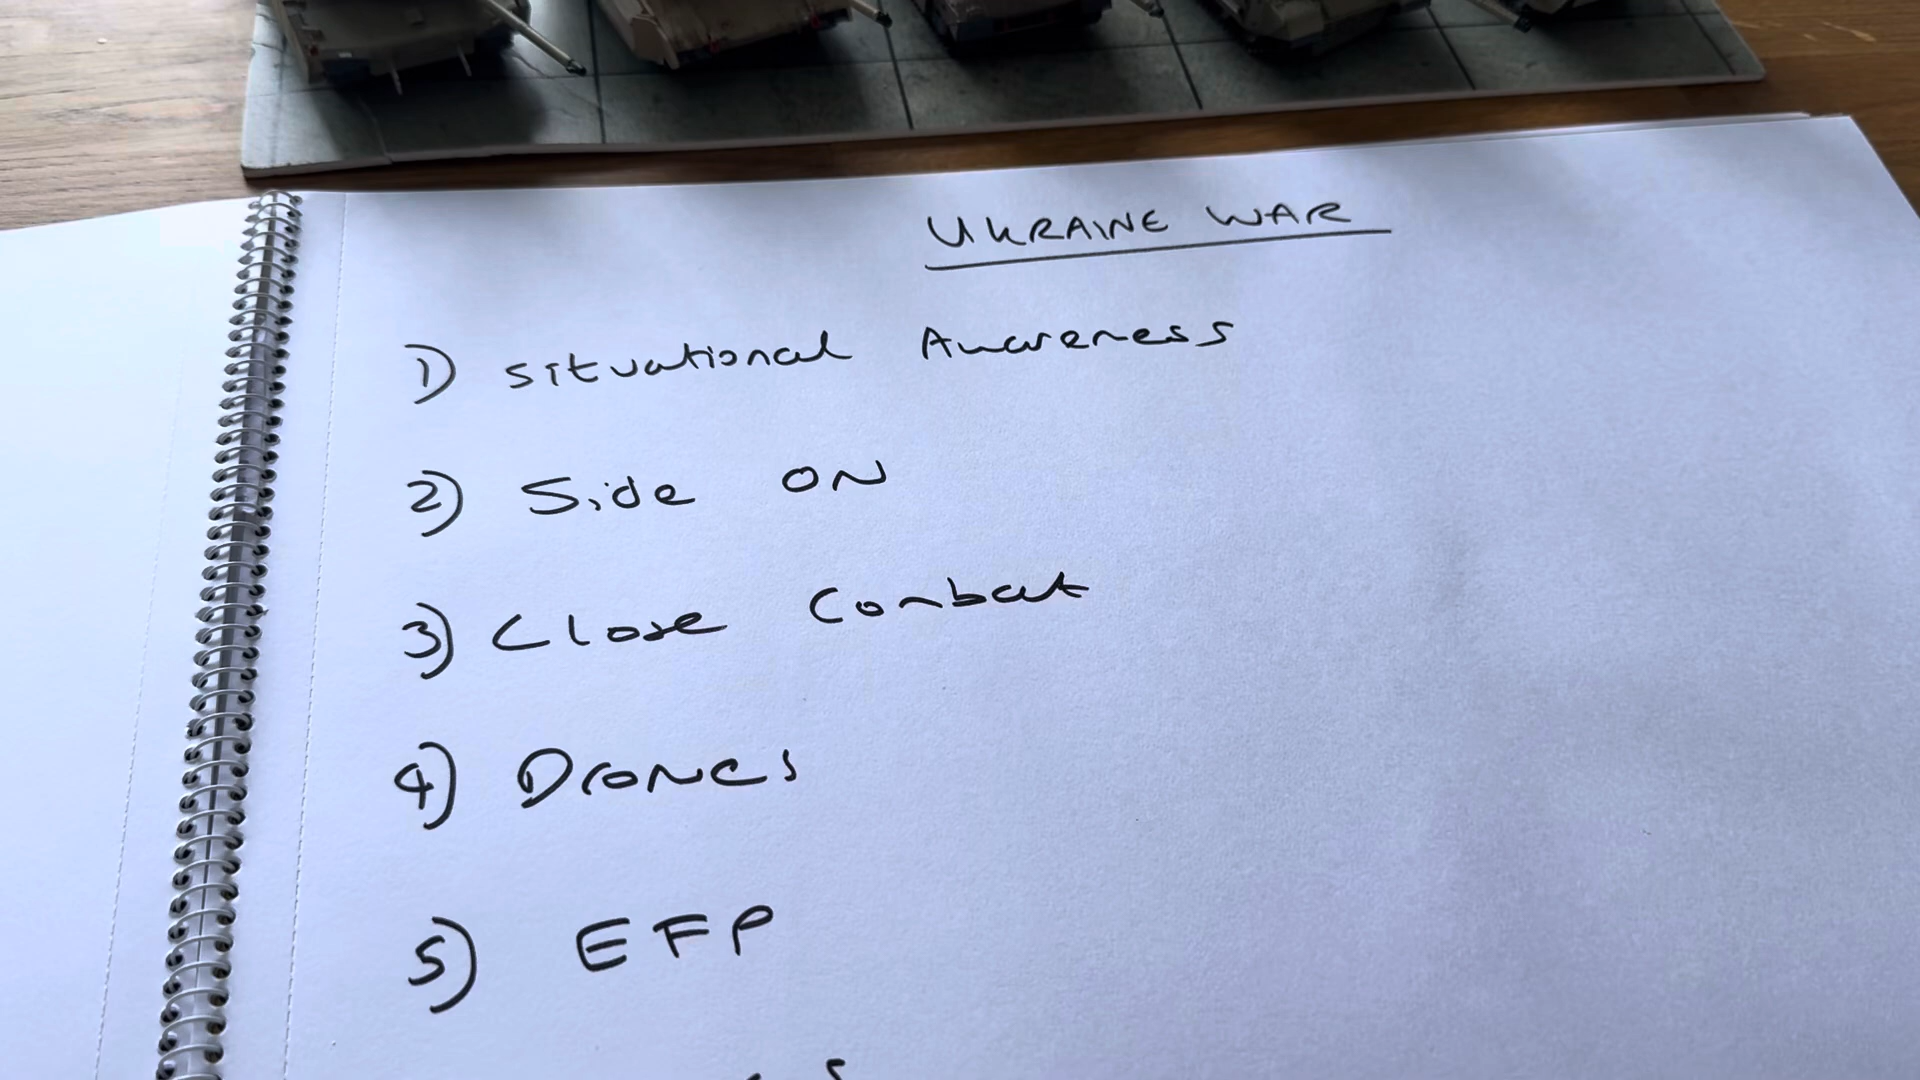 UKRAINE WAR
1) Situational Awareness
2) Side ON
3) Close Combat
4) Drones
5) EFP